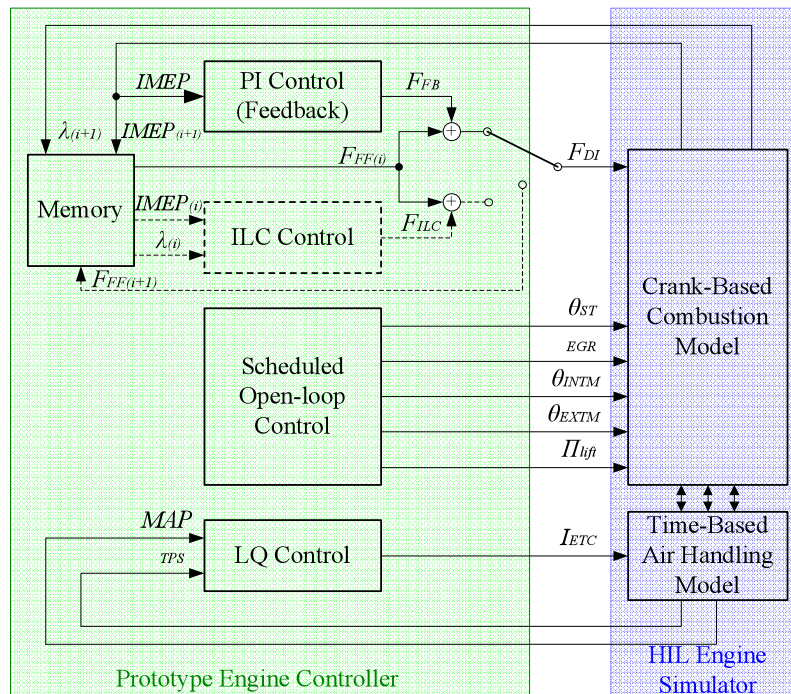 IMEP
PI Control
(Feedback)
F_FB
λ(i+1)
IMEP(i+1)
F_FF(i)
F_DI
Memory
IMEP(i)
λ(i)
ILC Control
F_ILC
F_FF(i+1)
Crank-Based
Combustion
Model
Scheduled
Open-loop
Control
θ_ST
EGR
θ_INTM
θ_EXTM
Π_lift
MAP
TPS
LQ Control
I_ETC
Time-Based
Air Handling
Model
Prototype Engine Controller
HIL Engine
Simulator